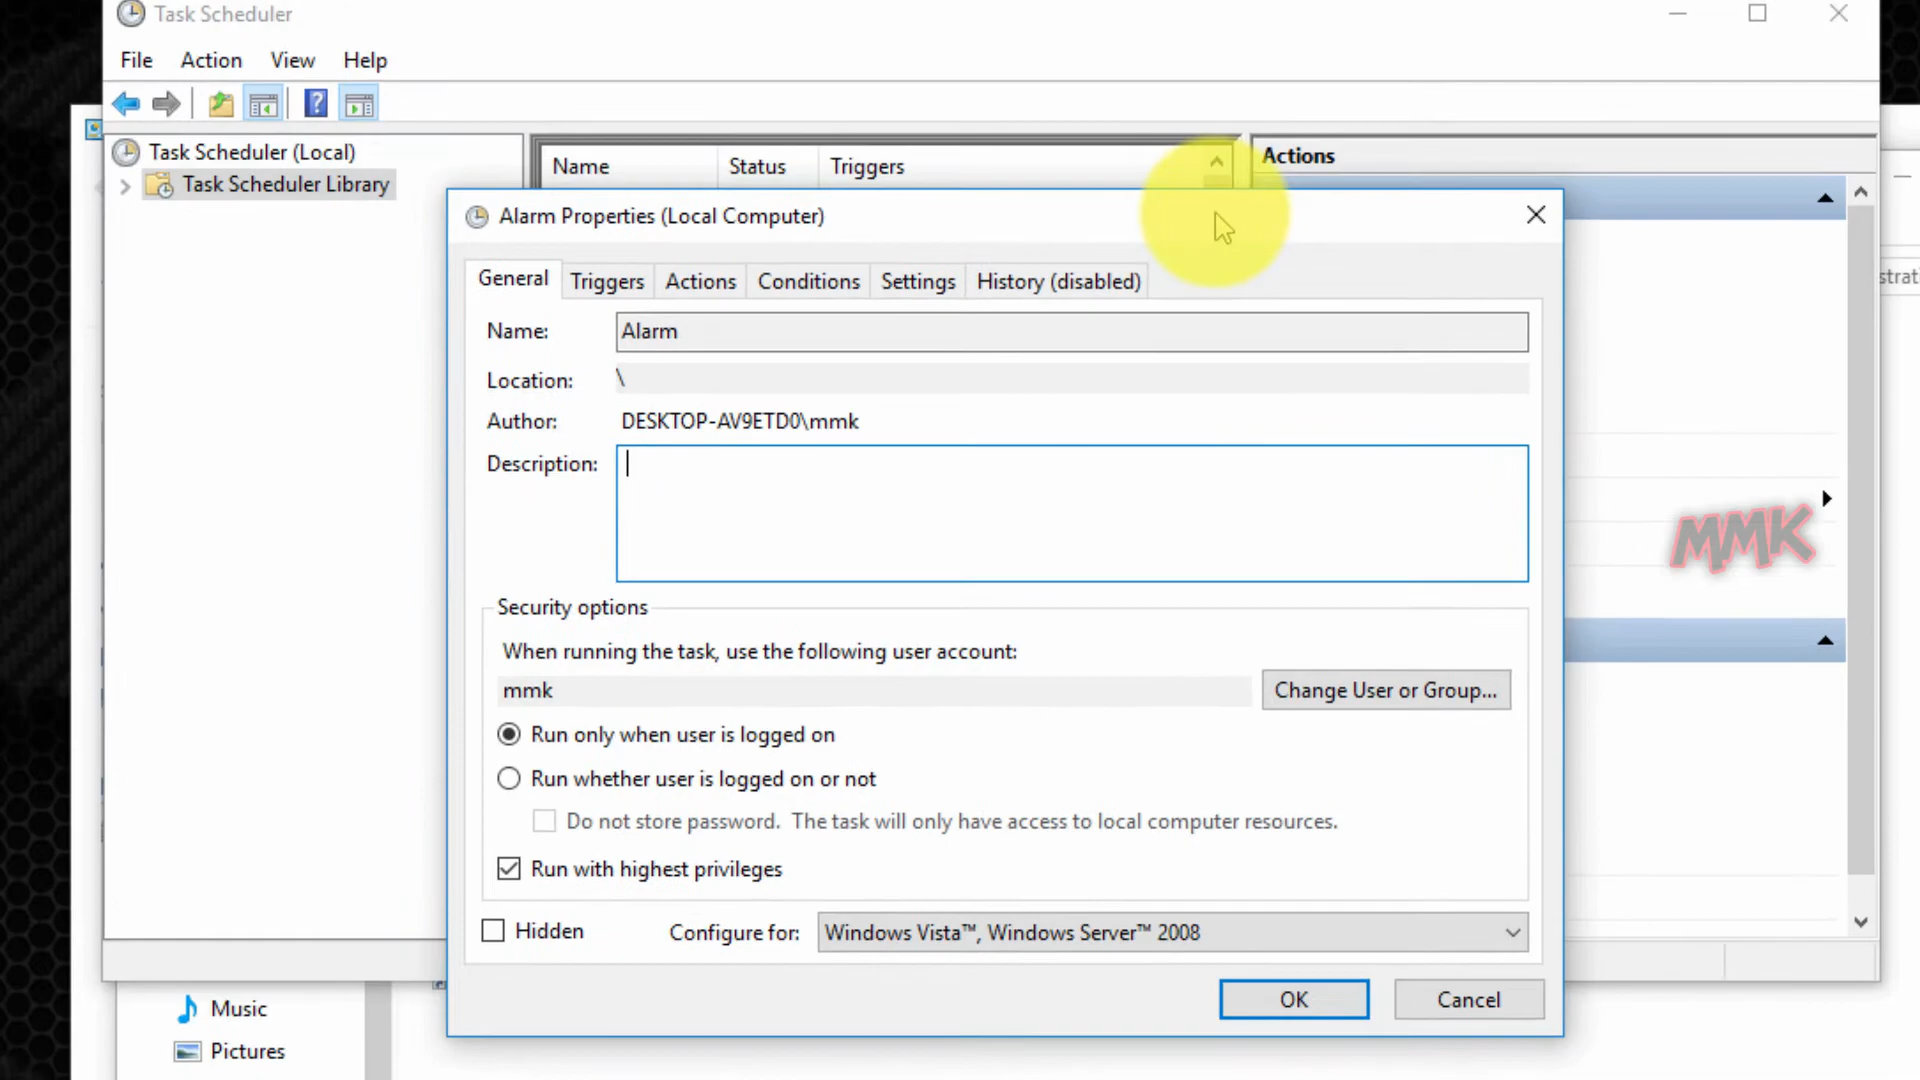 Task Scheduler
File Action View Help
Task Scheduler (Local)
Task Scheduler Library
Name Status Triggers
Actions
Alarm Properties (Local Computer)
General Triggers Actions Conditions Settings History (disabled)
Name: Alarm
Location: \
Author: DESKTOP-AV9ETD0\mmk
Description:
Security options
When running the task, use the following user account:
mmk Change User or Group...
Run only when user is logged on
Run whether user is logged on or not
Do not store password. The task will only have access to local computer resources.
Run with highest privileges
Hidden Configure for: Windows Vista™, Windows Server™ 2008
OK Cancel
MMK
Music
Pictures